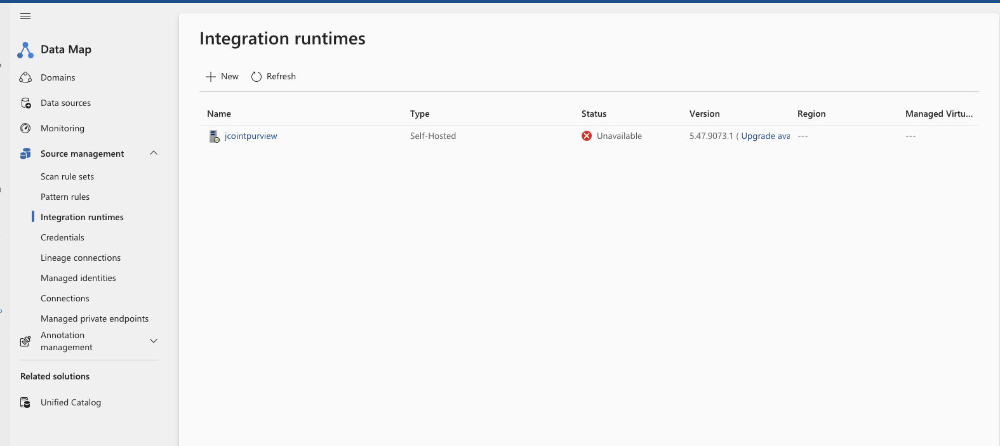 Data Map
Domains
Data sources
Monitoring
Source management
Scan rule sets
Pattern rules
Integration runtimes
Credentials
Lineage connections
Managed identities
Connections
Managed private endpoints
Annotation
management
Related solutions
Unified Catalog
Integration runtimes
New Refresh
Name Type Status Version Region Managed Virtu...
jcointpurview Self-Hosted Unavailable 5.47.9073.1 ( Upgrade ava --- ---